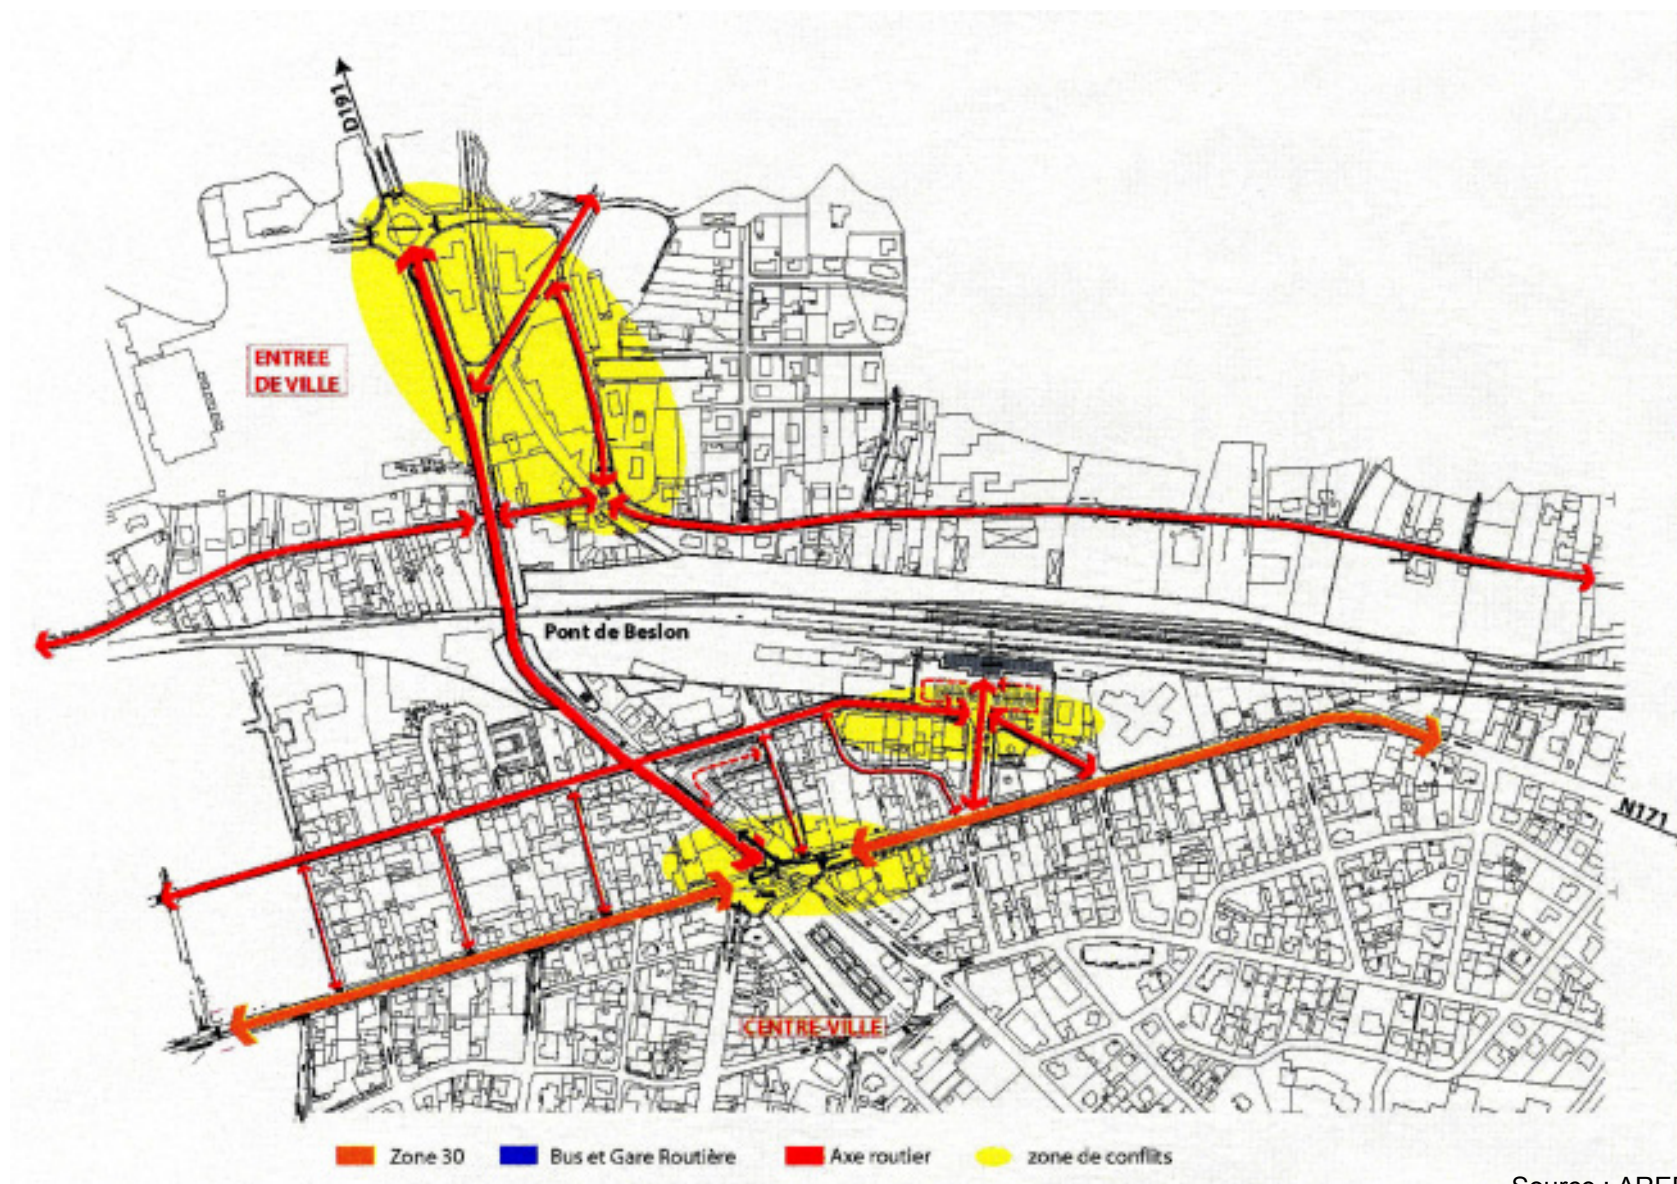 D191
ENTREE
DE VILLE
Pont de Beslon
N171
CENTRE-VILLE
Zone 30 Bus et Gare Routière Axe routier zone de conflits